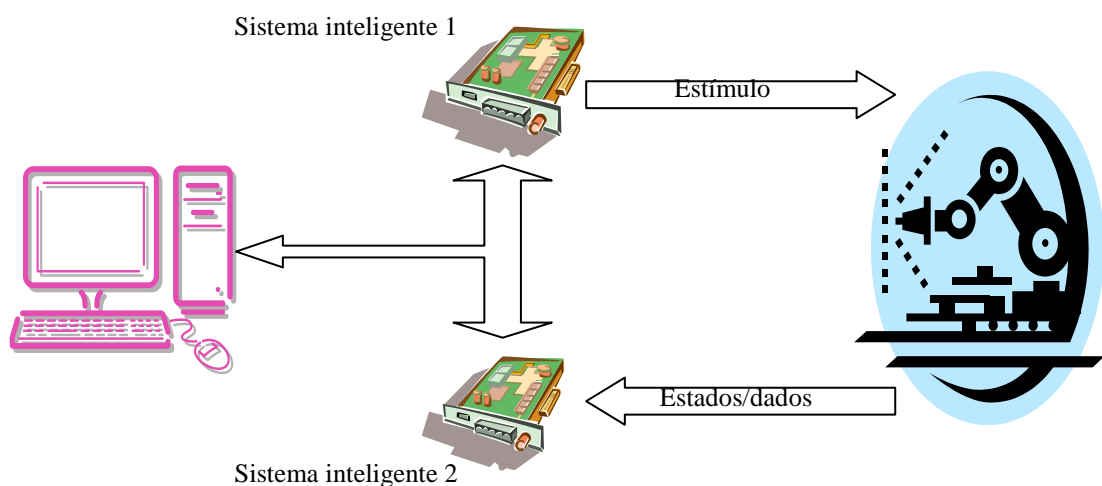 Sistema inteligente 1
Estímulo
Estados/dados
Sistema inteligente 2